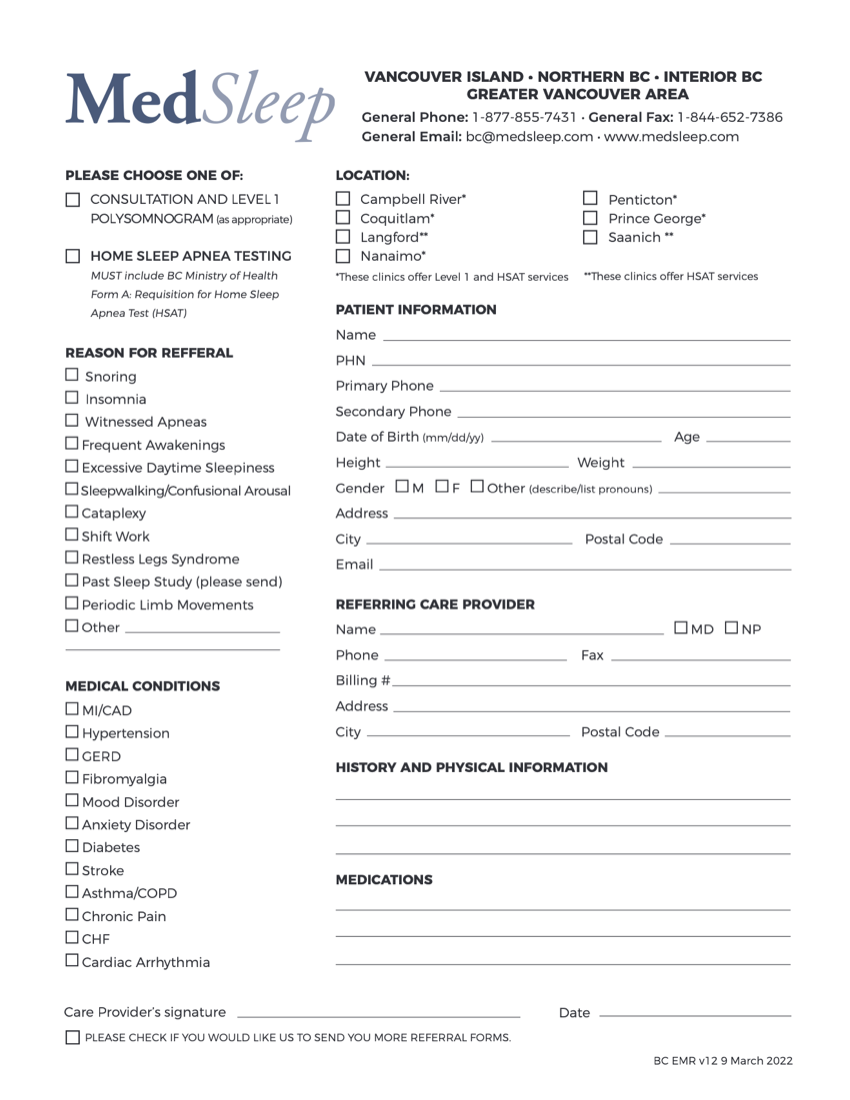 MedSleep
VANCOUVER ISLAND • NORTHERN BC • INTERIOR BC
GREATER VANCOUVER AREA
General Phone: 1-877-855-7431 · General Fax: 1-844-652-7386
General Email: bc@medsleep.com · www.medsleep.com
PLEASE CHOOSE ONE OF:
CONSULTATION AND LEVEL 1
POLYSOMNOGRAM (as appropriate)
HOME SLEEP APNEA TESTING
MUST include BC Ministry of Health
Form A: Requisition for Home Sleep
Apnea Test (HSAT)
REASON FOR REFFERAL
Snoring
Insomnia
Witnessed Apneas
Frequent Awakenings
Excessive Daytime Sleepiness
Sleepwalking/Confusional Arousal
Cataplexy
Shift Work
Restless Legs Syndrome
Past Sleep Study (please send)
Periodic Limb Movements
Other
MEDICAL CONDITIONS
MI/CAD
Hypertension
GERD
Fibromyalgia
Mood Disorder
Anxiety Disorder
Diabetes
Stroke
Asthma/COPD
Chronic Pain
CHF
Cardiac Arrhythmia
LOCATION:
Campbell River*
Coquitlam*
Langford**
Nanaimo*
Penticton*
Prince George*
Saanich **
*These clinics offer Level 1 and HSAT services **These clinics offer HSAT services
PATIENT INFORMATION
Name
PHN
Primary Phone
Secondary Phone
Date of Birth (mm/dd/yy) Age
Height Weight
Gender M F Other (describe/list pronouns)
Address
City Postal Code
Email
REFERRING CARE PROVIDER
Name MD NP
Phone Fax
Billing #
Address
City Postal Code
HISTORY AND PHYSICAL INFORMATION
MEDICATIONS
Care Provider's signature Date
PLEASE CHECK IF YOU WOULD LIKE US TO SEND YOU MORE REFERRAL FORMS.
BC EMR v12 9 March 2022